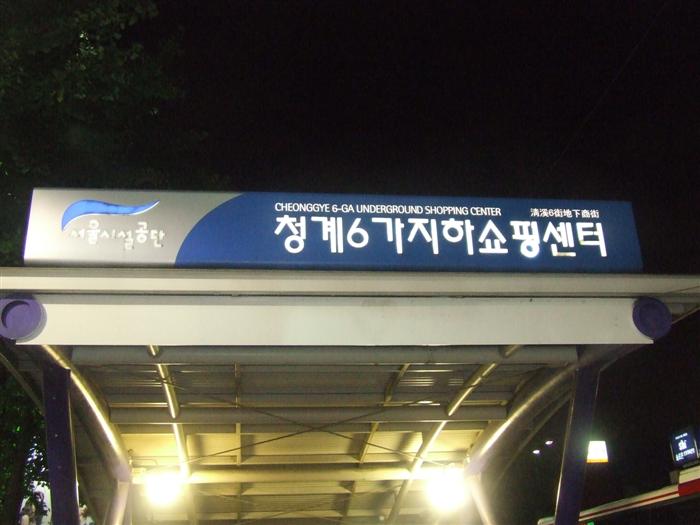 CHEONGGYE 6-GA UNDERGROUND SHOPPING CENTER 淸溪6街地下商街
서울시설공단 청계6가지하쇼핑센터